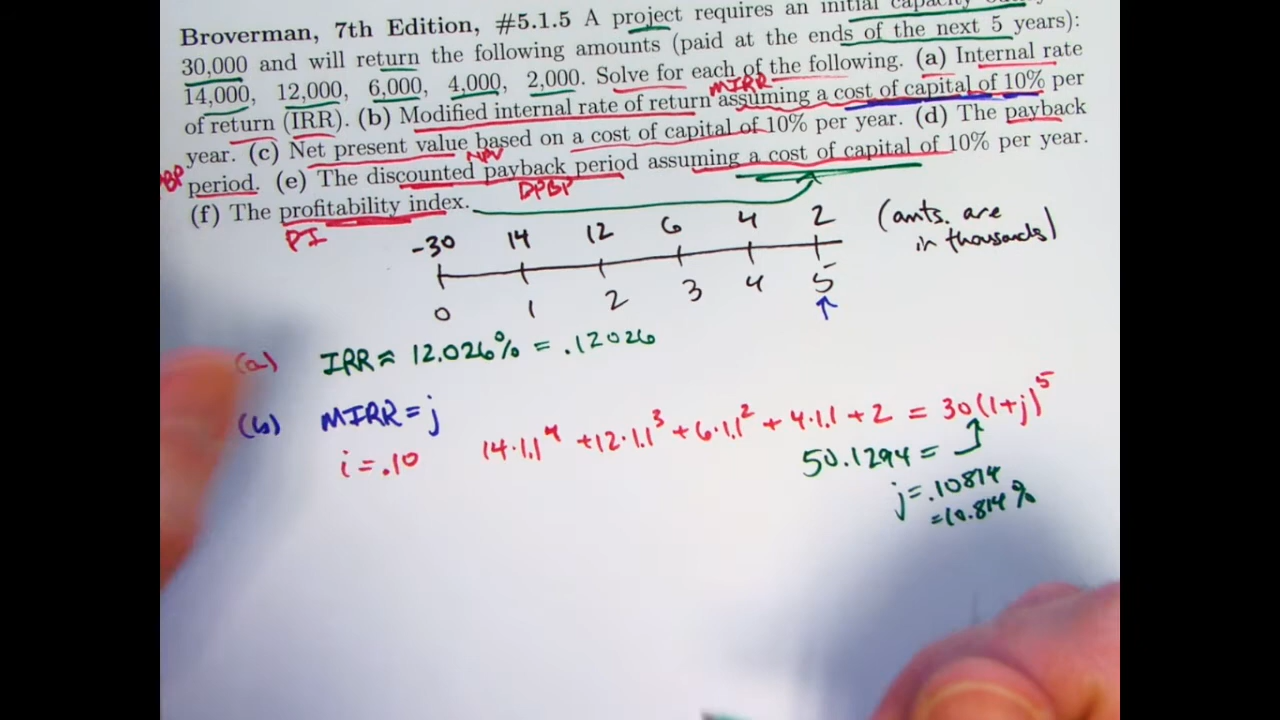 Broverman, 7th Edition, #5.1.5 A project requires an initial capacity
30,000 and will return the following amounts (paid at the ends of the next 5 years):
14,000, 12,000, 6,000, 4,000, 2,000. Solve for each of the following. (a) Internal rate
MIRR
of return (IRR). (b) Modified internal rate of return assuming a cost of capital of 10% per
year. (c) Net present value based on a cost of capital of 10% per year. (d) The payback
NPV
PBP period. (e) The discounted payback period assuming a cost of capital of 10% per year.
DPBP
(f) The profitability index.
PI
-30 14 12 6 4 2 (amts. are
in thousands)
0 1 2 3 4 5
(a) IRR ≈ 12.026% = .12026
(b) MIRR = j
i = .10 14·1.1^4 + 12·1.1^3 + 6·1.1^2 + 4·1.1 + 2 = 30(1+j)^5
50.1294 =
j = .10814
= 10.814%